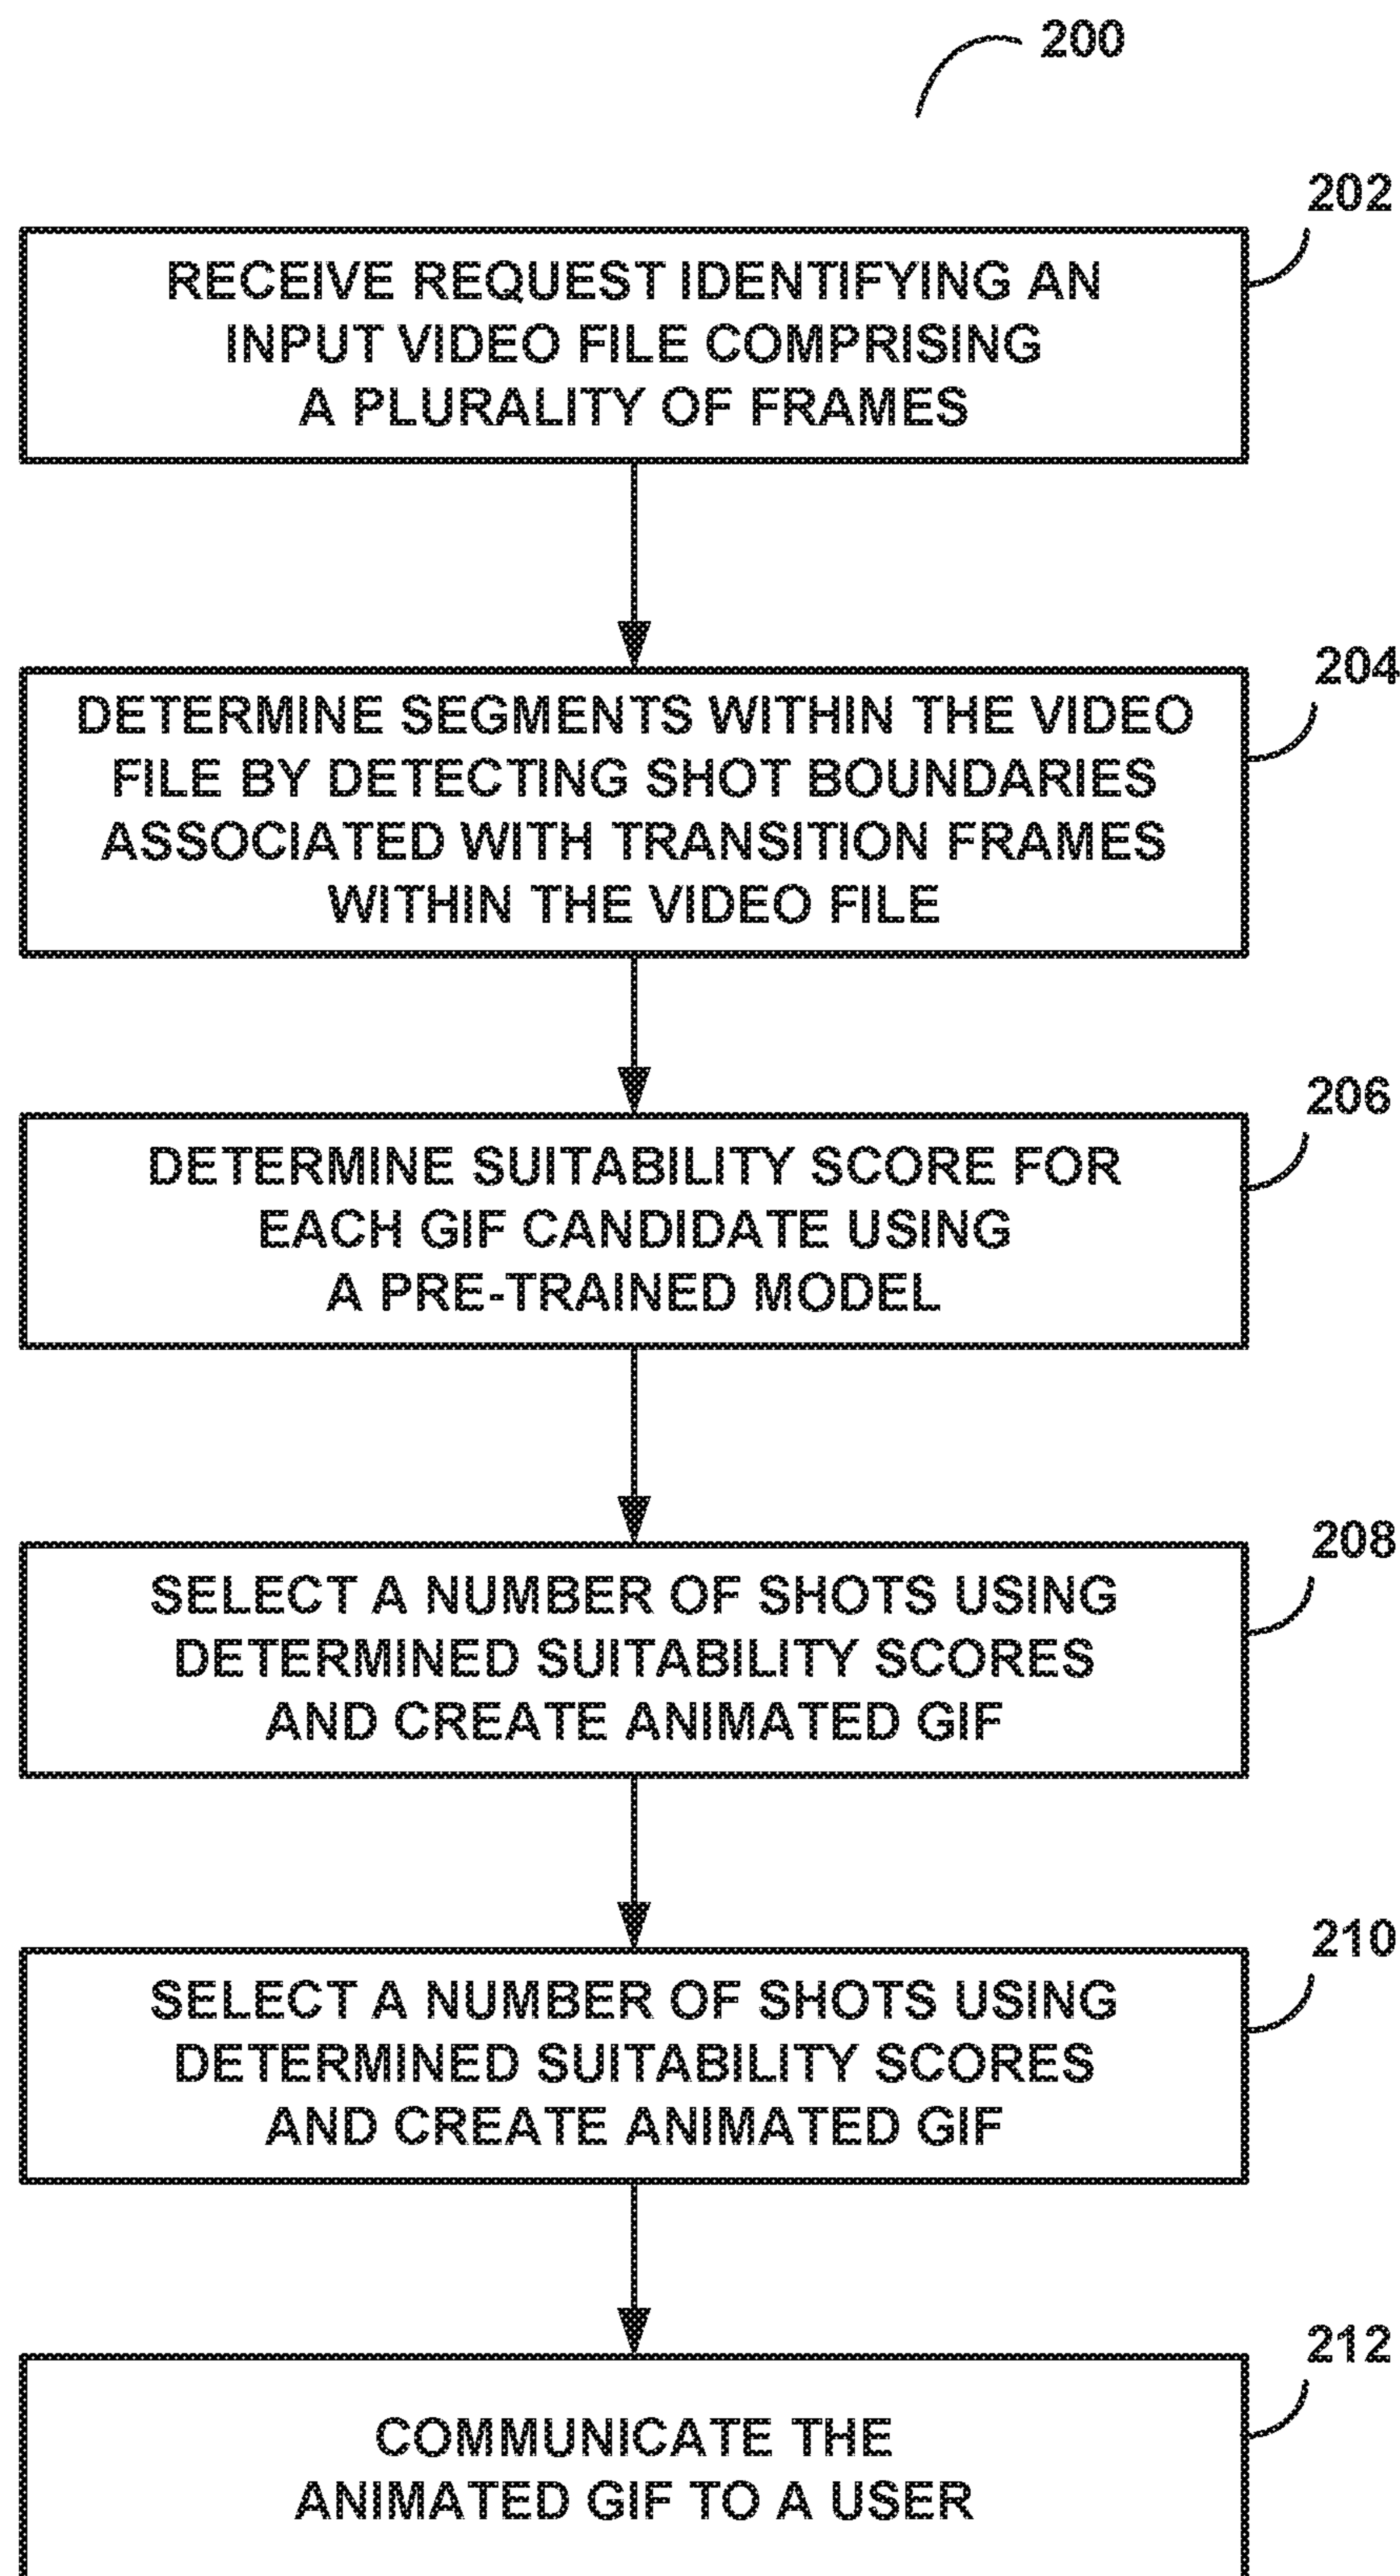 200
202
RECEIVE REQUEST IDENTIFYING AN
INPUT VIDEO FILE COMPRISING
A PLURALITY OF FRAMES
204
DETERMINE SEGMENTS WITHIN THE VIDEO
FILE BY DETECTING SHOT BOUNDARIES
ASSOCIATED WITH TRANSITION FRAMES
WITHIN THE VIDEO FILE
206
DETERMINE SUITABILITY SCORE FOR
EACH GIF CANDIDATE USING
A PRE-TRAINED MODEL
208
SELECT A NUMBER OF SHOTS USING
DETERMINED SUITABILITY SCORES
AND CREATE ANIMATED GIF
210
SELECT A NUMBER OF SHOTS USING
DETERMINED SUITABILITY SCORES
AND CREATE ANIMATED GIF
212
COMMUNICATE THE
ANIMATED GIF TO A USER